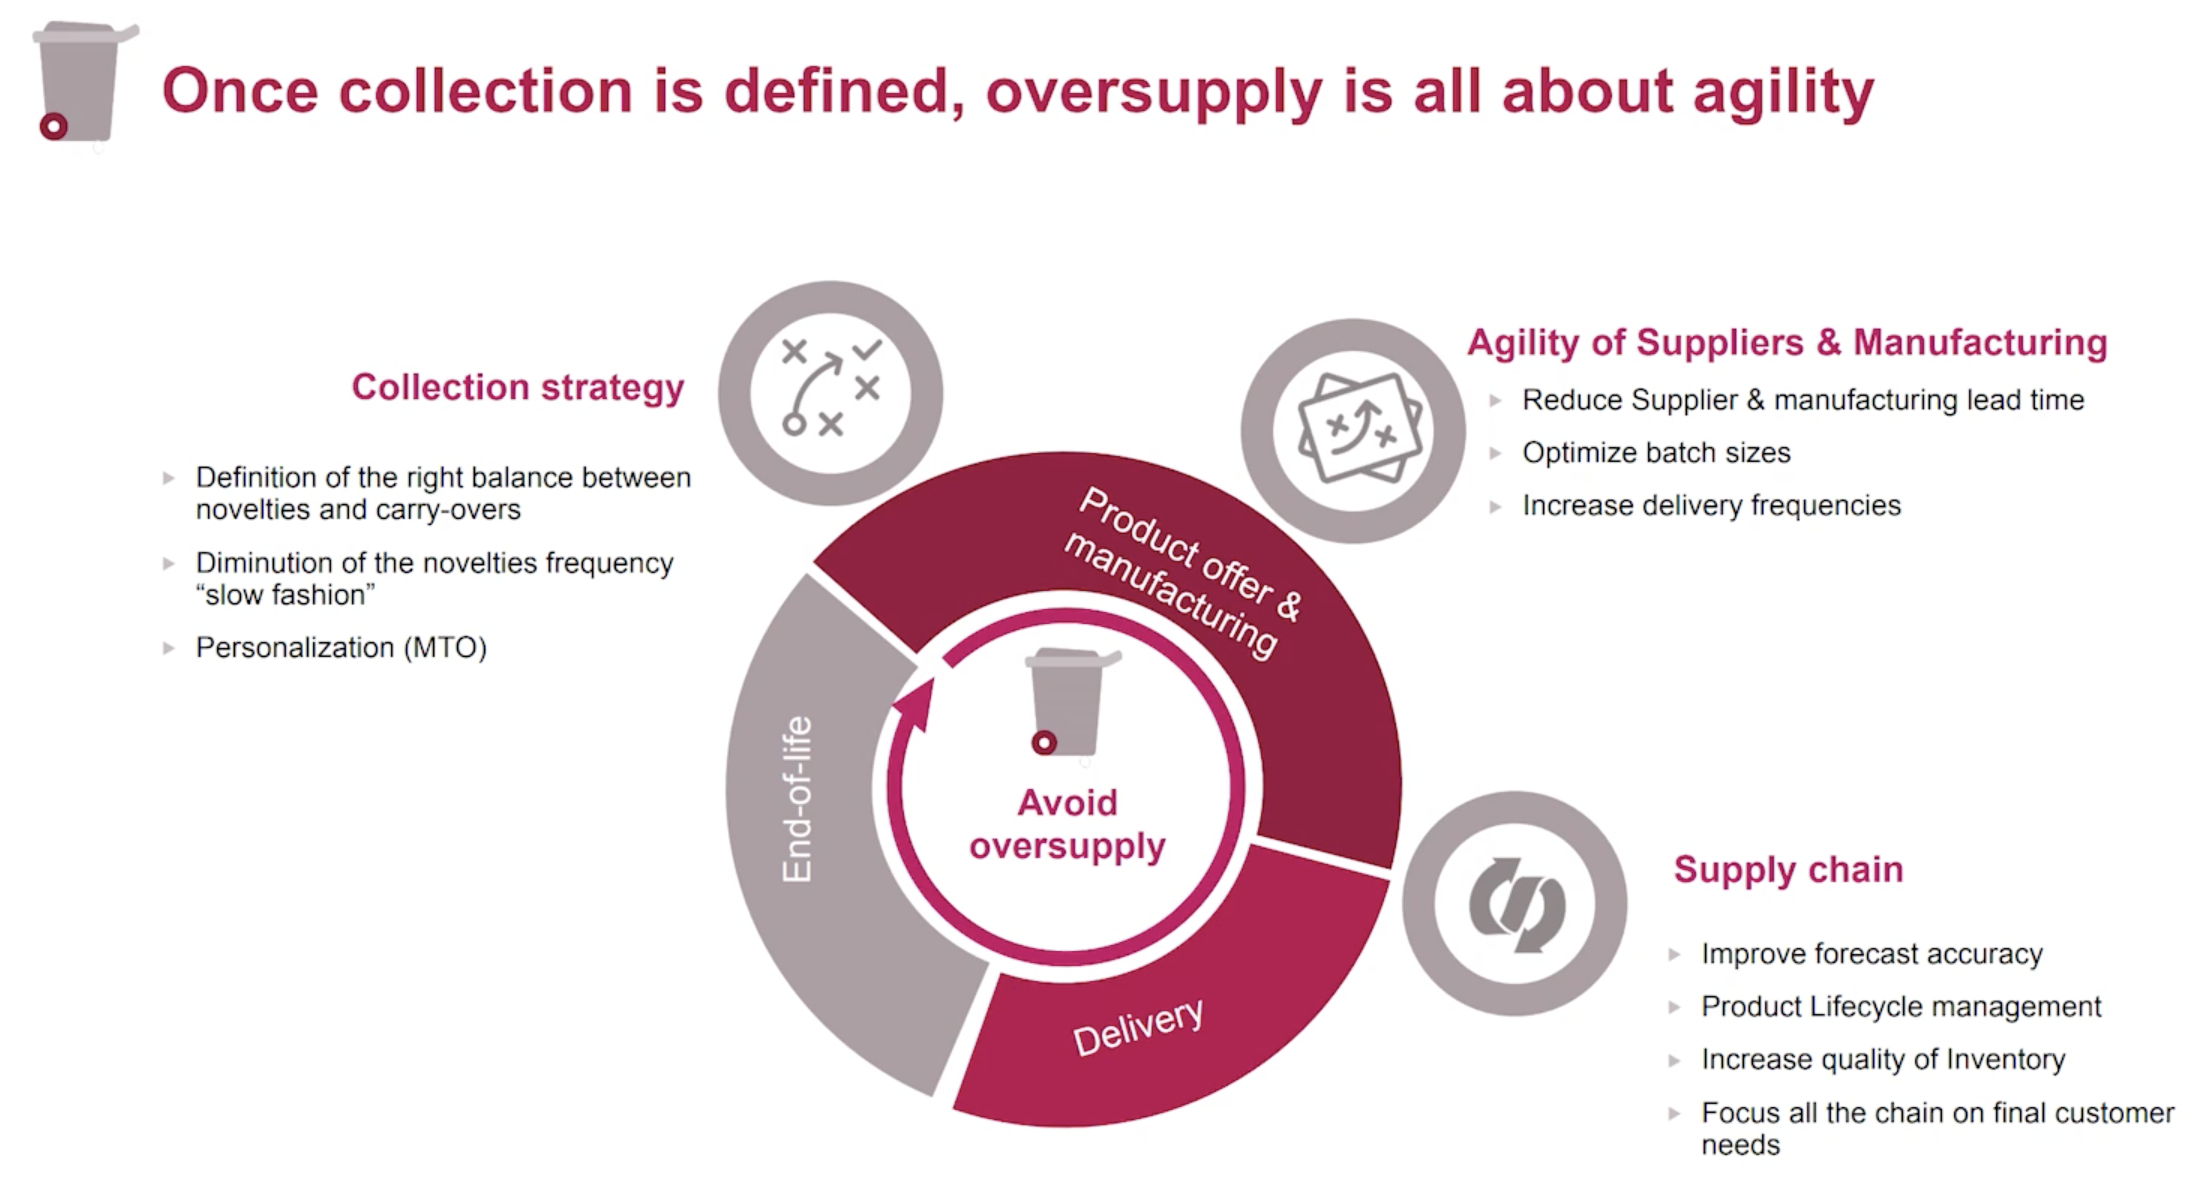 Once collection is defined, oversupply is all about agility
Collection strategy
Definition of the right balance between
novelties and carry-overs
Diminution of the novelties frequency
“slow fashion”
Personalization (MTO)
Agility of Suppliers & Manufacturing
Reduce Supplier & manufacturing lead time
Optimize batch sizes
Increase delivery frequencies
Product offer &
manufacturing
End-of-life
Avoid
oversupply
Delivery
Supply chain
Improve forecast accuracy
Product Lifecycle management
Increase quality of Inventory
Focus all the chain on final customer
needs